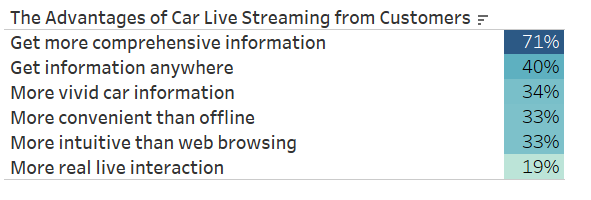 The Advantages of Car Live Streaming from Customers
Get more comprehensive information 71%
Get information anywhere 40%
More vivid car information 34%
More convenient than offline 33%
More intuitive than web browsing 33%
More real live interaction 19%